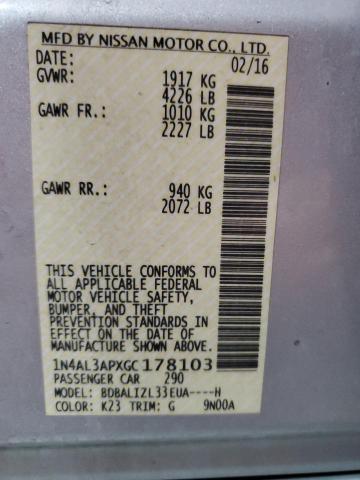 MFD BY NISSAN MOTOR CO., LTD.
DATE: 02/16
GVWR: 1917 KG
4226 LB
GAWR FR.: 1010 KG
2227 LB
GAWR RR.: 940 KG
2072 LB
THIS VEHICLE CONFORMS TO
ALL APPLICABLE FEDERAL
MOTOR VEHICLE SAFETY,
BUMPER, AND THEFT
PREVENTION STANDARDS IN
EFFECT ON THE DATE OF
MANUFACTURE SHOWN ABOVE.
1N4AL3APXGC178103
PASSENGER CAR 290
MODEL: BDBALIZL33EUA----H
COLOR: K23 TRIM: G 9N00A